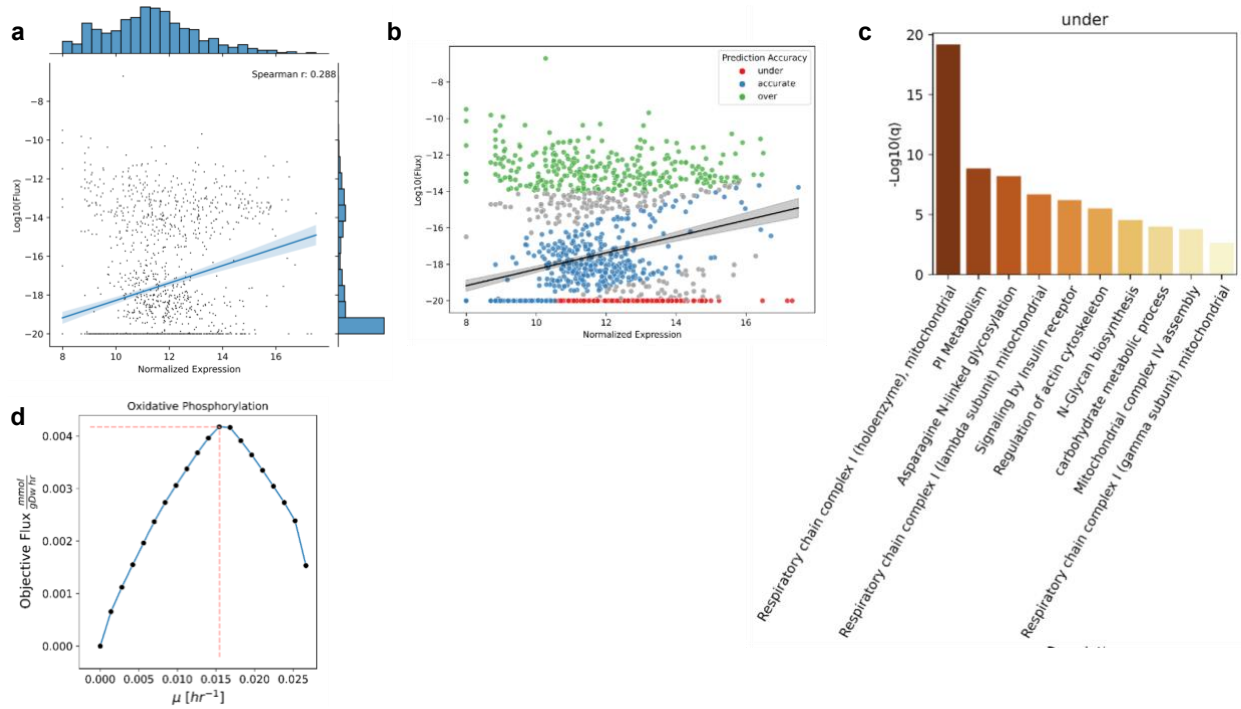 a
Spearman r: 0.288
−8
−10
−12
−14
−16
−18
−20
Log10(Flux)
8
10
12
14
16
Normalized Expression
b
Prediction Accuracy
under
accurate
over
−8
−10
−12
−14
−16
−18
−20
Log10(Flux)
8
10
12
14
16
Normalized Expression
c
under
20
15
10
5
0
-Log10(q)
Respiratory chain complex I (holoenzyme), mitochondrial
PI Metabolism
Asparagine N-linked glycosylation
Respiratory chain complex I (lambda subunit) mitochondrial
Signaling by Insulin receptor
Regulation of actin cytoskeleton
N-Glycan biosynthesis
carbohydrate metabolic process
Mitochondrial complex IV assembly
Respiratory chain complex I (gamma subunit) mitochondrial
d
Oxidative Phosphorylation
0.004
0.003
0.002
0.001
0.000
Objective Flux mmol/gDw hr
0.000
0.005
0.010
0.015
0.020
0.025
μ [hr⁻¹]